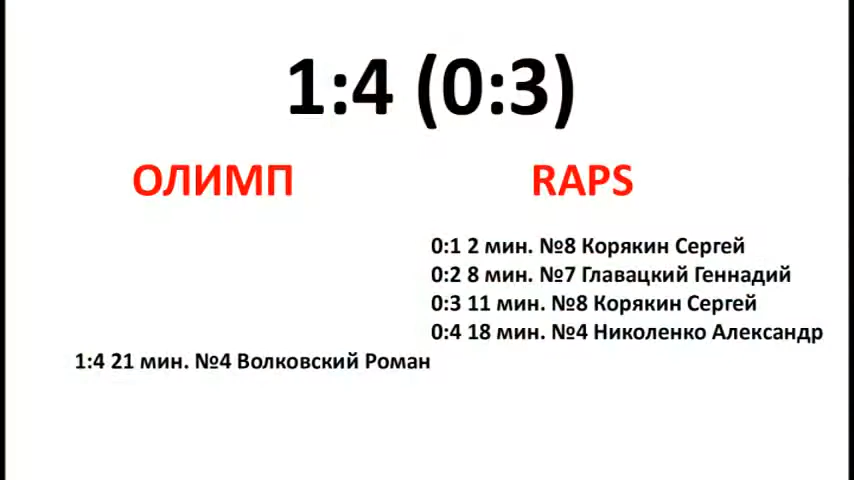 1:4 (0:3)
ОЛИМП RAPS
0:1 2 мин. №8 Корякин Сергей
0:2 8 мин. №7 Главацкий Геннадий
0:3 11 мин. №8 Корякин Сергей
0:4 18 мин. №4 Николенко Александр
1:4 21 мин. №4 Волковский Роман